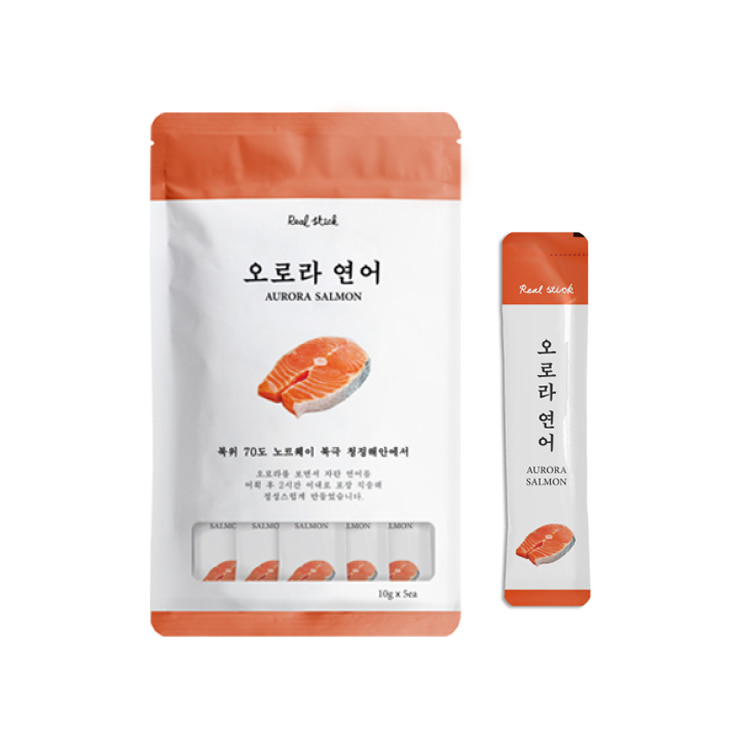 Real stick
오로라 연어
AURORA SALMON
북위 70도 노르웨이 북극 청정해안에서
오로라를 보면서 자란 연어를
어획 후 2시간 이내로 포장 직송해
정성스럽게 만들었습니다.
SALMO SALMO SALMON LMON LMON
10g x 5ea
Real stick
오로라 연어
AURORA
SALMON